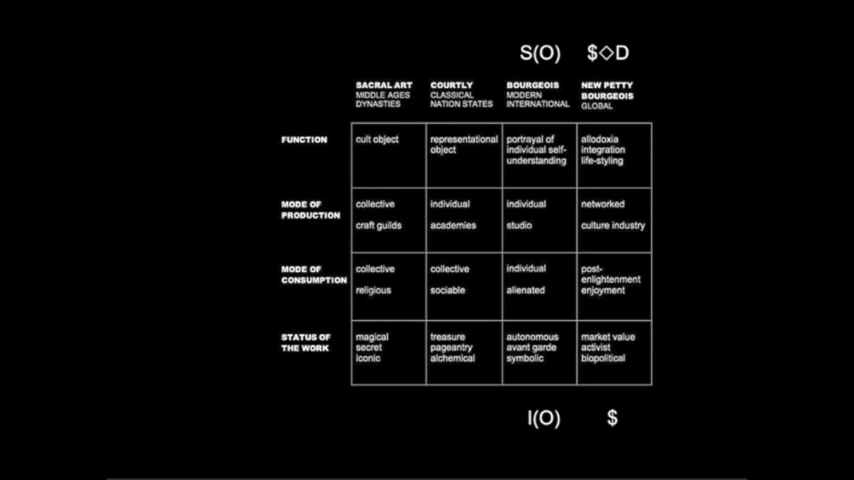 S(O) $◇D
SACRAL ART
MIDDLE AGES
DYNASTIES
COURTLY
CLASSICAL
NATION STATES
BOURGEOIS
MODERN
INTERNATIONAL
NEW PETTY
BOURGEOIS
GLOBAL
FUNCTION
cult object
representational
object
portrayal of
individual self-
understanding
allodoxia
integration
life-styling
MODE OF
PRODUCTION
collective
craft guilds
individual
academies
individual
studio
networked
culture industry
MODE OF
CONSUMPTION
collective
religious
collective
sociable
individual
alienated
post-
enlightenment
enjoyment
STATUS OF
THE WORK
magical
secret
iconic
treasure
pageantry
alchemical
autonomous
avant garde
symbolic
market value
activist
biopolitical
I(O) $